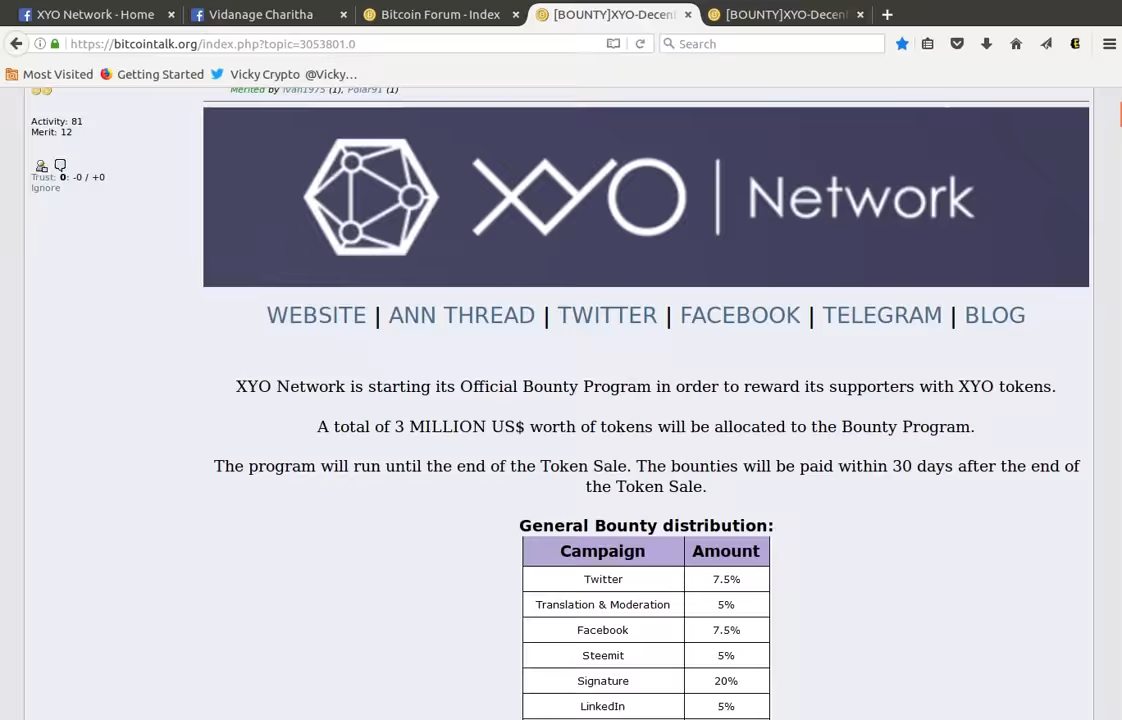 XYO Network - Home
Vidanage Charitha
Bitcoin Forum - Index
[BOUNTY]XYO-Decen
[BOUNTY]XYO-Decen
https://bitcointalk.org/index.php?topic=3053801.0
Search
Most Visited
Getting Started
Vicky Crypto @Vicky...
Merited by ivan1975 (1), Polar91 (1)
Activity: 81
Merit: 12
Trust: 0: -0 / +0
Ignore
XYO | Network
WEBSITE | ANN THREAD | TWITTER | FACEBOOK | TELEGRAM | BLOG
XYO Network is starting its Official Bounty Program in order to reward its supporters with XYO tokens.
A total of 3 MILLION US$ worth of tokens will be allocated to the Bounty Program.
The program will run until the end of the Token Sale. The bounties will be paid within 30 days after the end of
the Token Sale.
General Bounty distribution:
Campaign Amount
Twitter 7.5%
Translation & Moderation 5%
Facebook 7.5%
Steemit 5%
Signature 20%
LinkedIn 5%